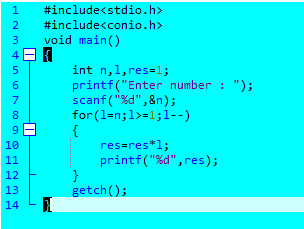 1 #include<stdio.h>
2 #include<conio.h>
3 void main()
4 {
5 int n,l,res=1;
6 printf("Enter number : ");
7 scanf("%d",&n);
8 for(l=n;l>=1;l--)
9 {
10 res=res*l;
11 printf("%d",res);
12 }
13 getch();
14 }